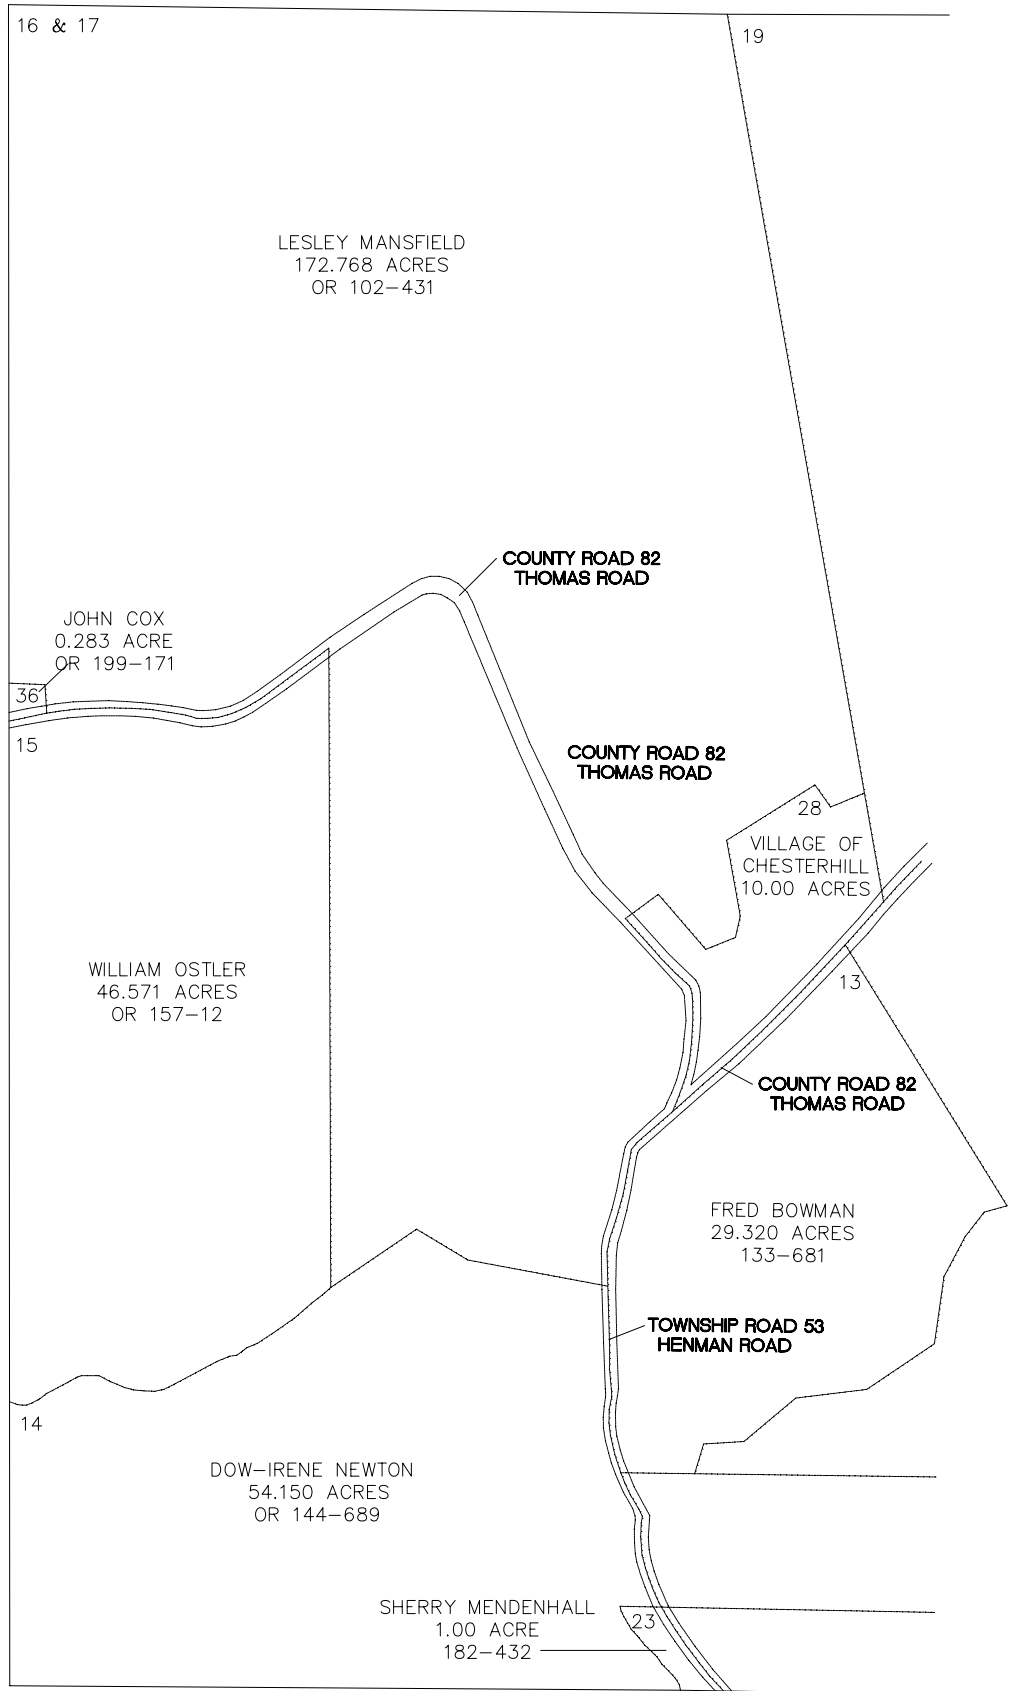 16 & 17
19
LESLEY MANSFIELD
172.768 ACRES
OR 102-431
COUNTY ROAD 82
THOMAS ROAD
JOHN COX
0.283 ACRE
OR 199-171
36
15
COUNTY ROAD 82
THOMAS ROAD
28
VILLAGE OF
CHESTERHILL
10.00 ACRES
WILLIAM OSTLER
46.571 ACRES
OR 157-12
13
COUNTY ROAD 82
THOMAS ROAD
FRED BOWMAN
29.320 ACRES
133-681
TOWNSHIP ROAD 53
HENMAN ROAD
14
DOW-IRENE NEWTON
54.150 ACRES
OR 144-689
SHERRY MENDENHALL
1.00 ACRE
182-432
23